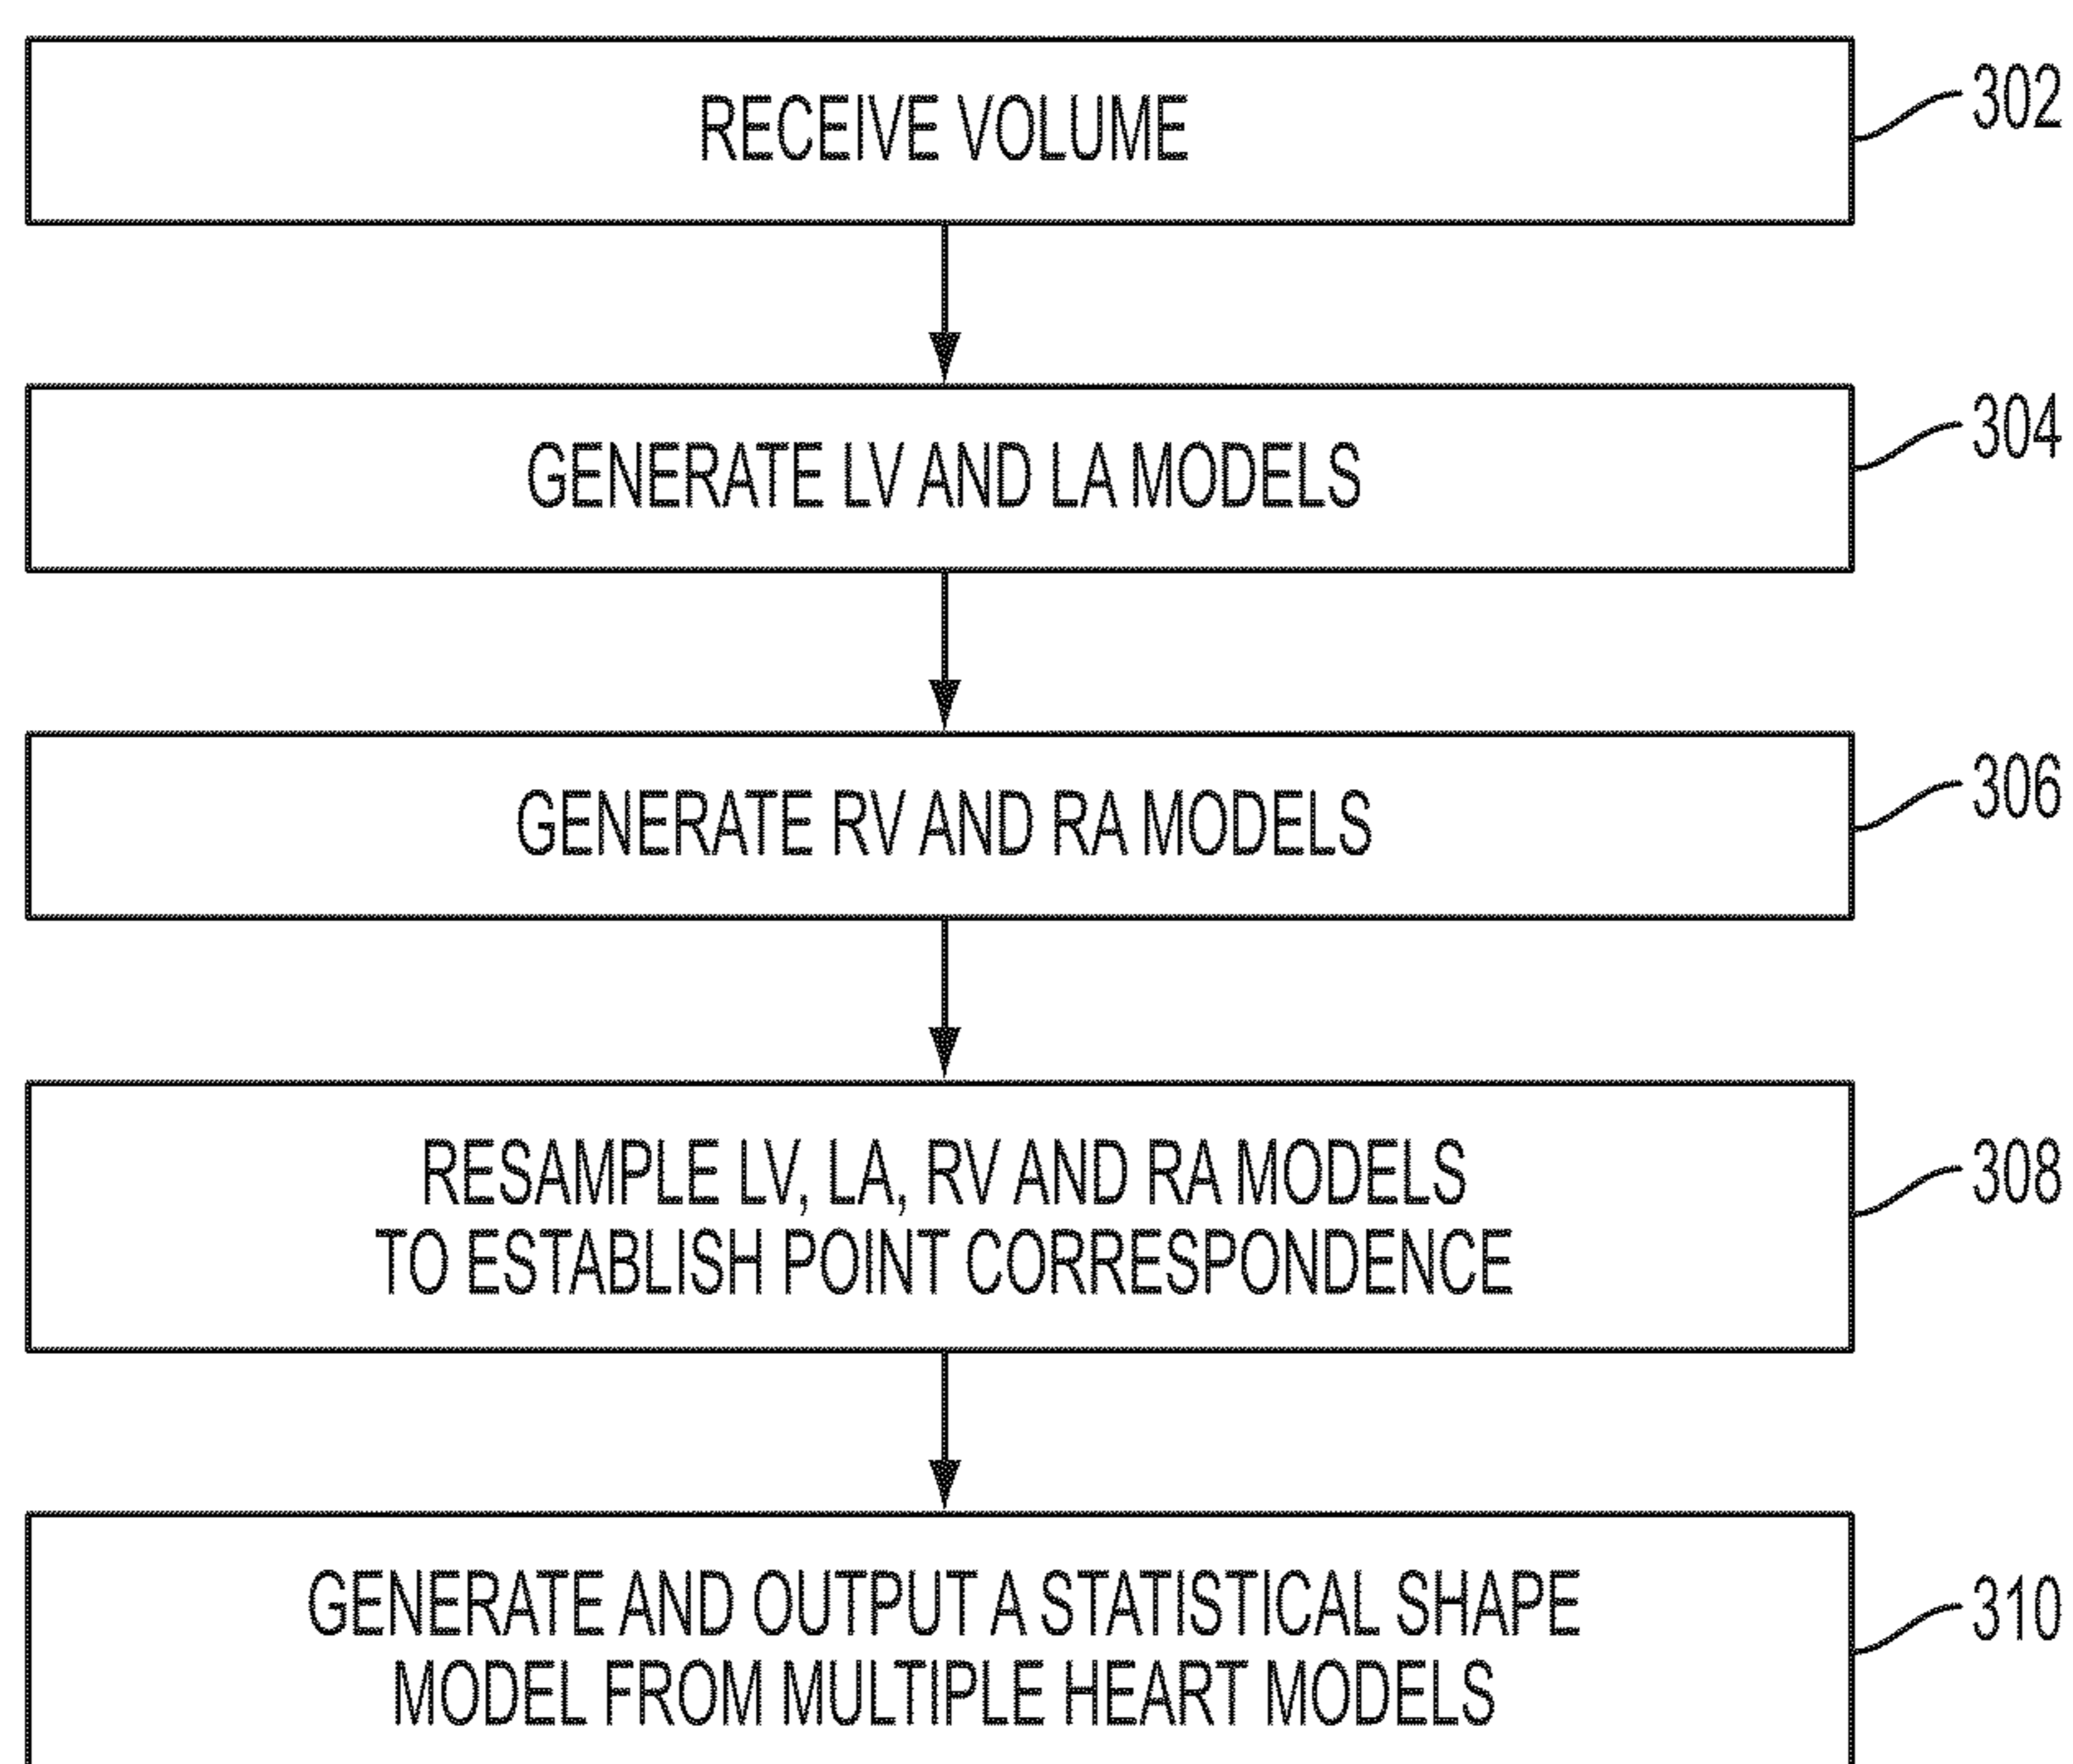 RECEIVE VOLUME
302
GENERATE LV AND LA MODELS
304
GENERATE RV AND RA MODELS
306
RESAMPLE LV, LA, RV AND RA MODELS
TO ESTABLISH POINT CORRESPONDENCE
308
GENERATE AND OUTPUT A STATISTICAL SHAPE
MODEL FROM MULTIPLE HEART MODELS
310